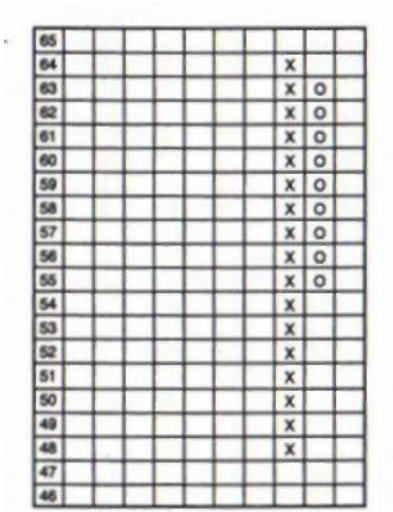 65
64 X
63 X O
62 X O
61 X O
60 X O
59 X O
58 X O
57 X O
56 X O
55 X O
54 X
53 X
52 X
51 X
50 X
49 X
48 X
47
46